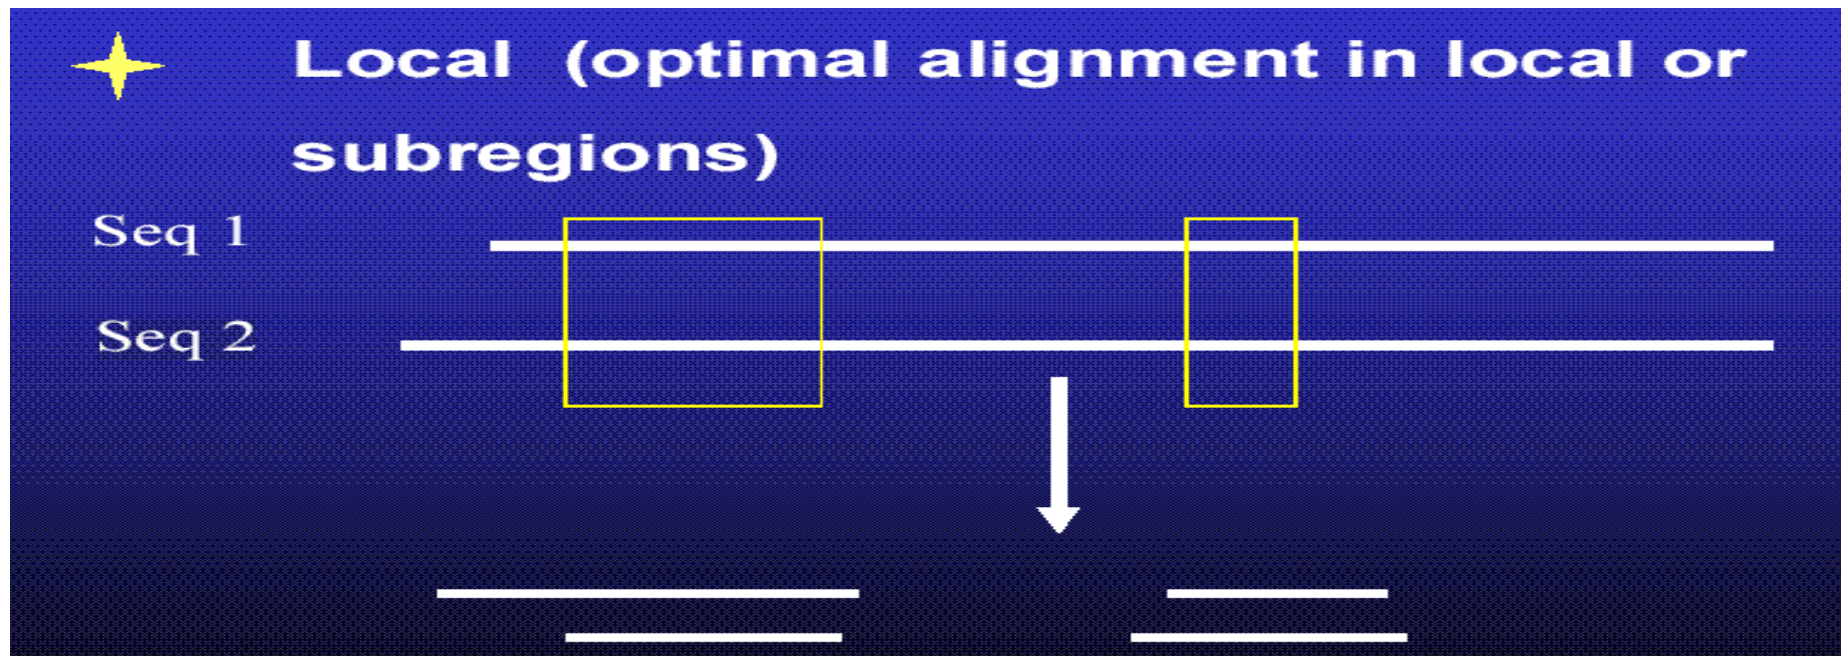 Local (optimal alignment in local or
subregions)
Seq 1
Seq 2